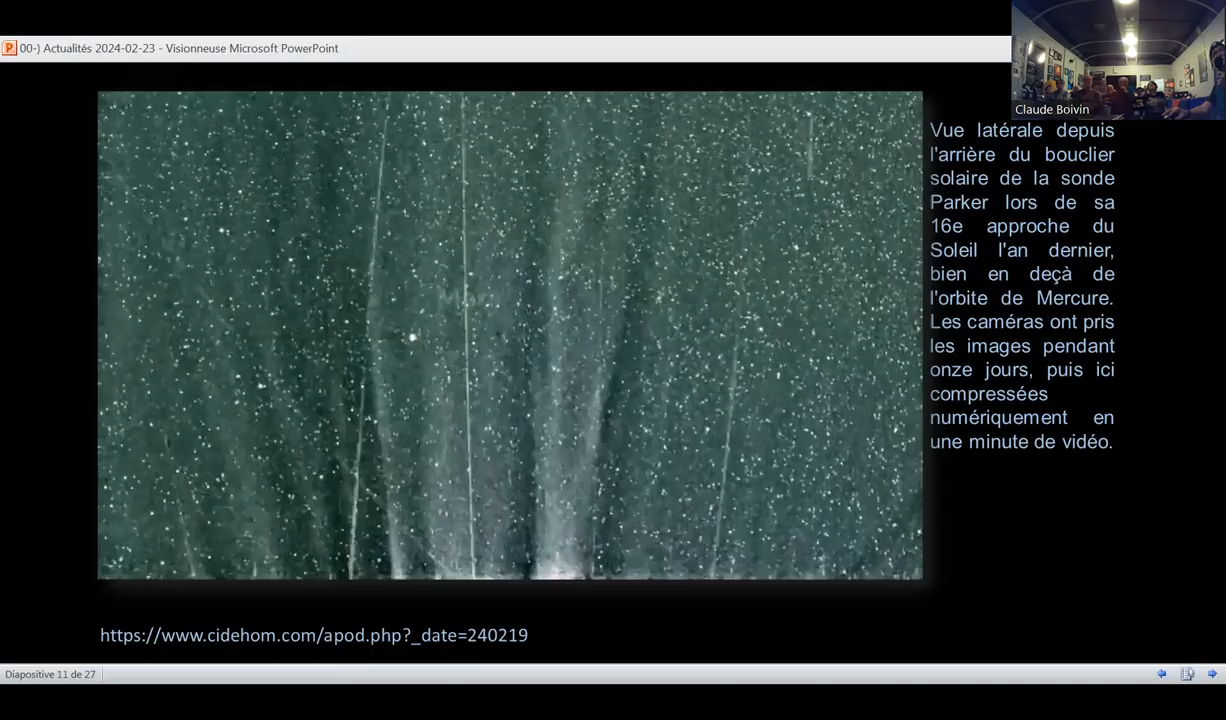 00-) Actualités 2024-02-23 - Visionneuse Microsoft PowerPoint
Claude Boivin
Vue latérale depuis
l'arrière du bouclier
solaire de la sonde
Parker lors de sa
16e approche du
Soleil l'an dernier,
bien en deçà de
l'orbite de Mercure.
Les caméras ont pris
les images pendant
onze jours, puis ici
compressées
numériquement en
une minute de vidéo.
https://www.cidehom.com/apod.php?_date=240219
Diapositive 11 de 27